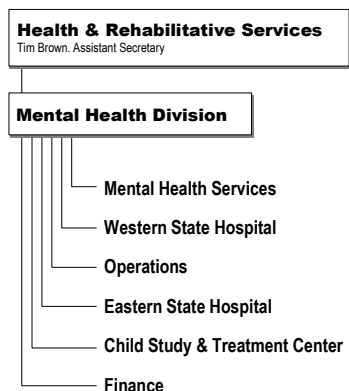 Health & Rehabilitative Services
Tim Brown. Assistant Secretary
Mental Health Division
Mental Health Services
Western State Hospital
Operations
Eastern State Hospital
Child Study & Treatment Center
Finance